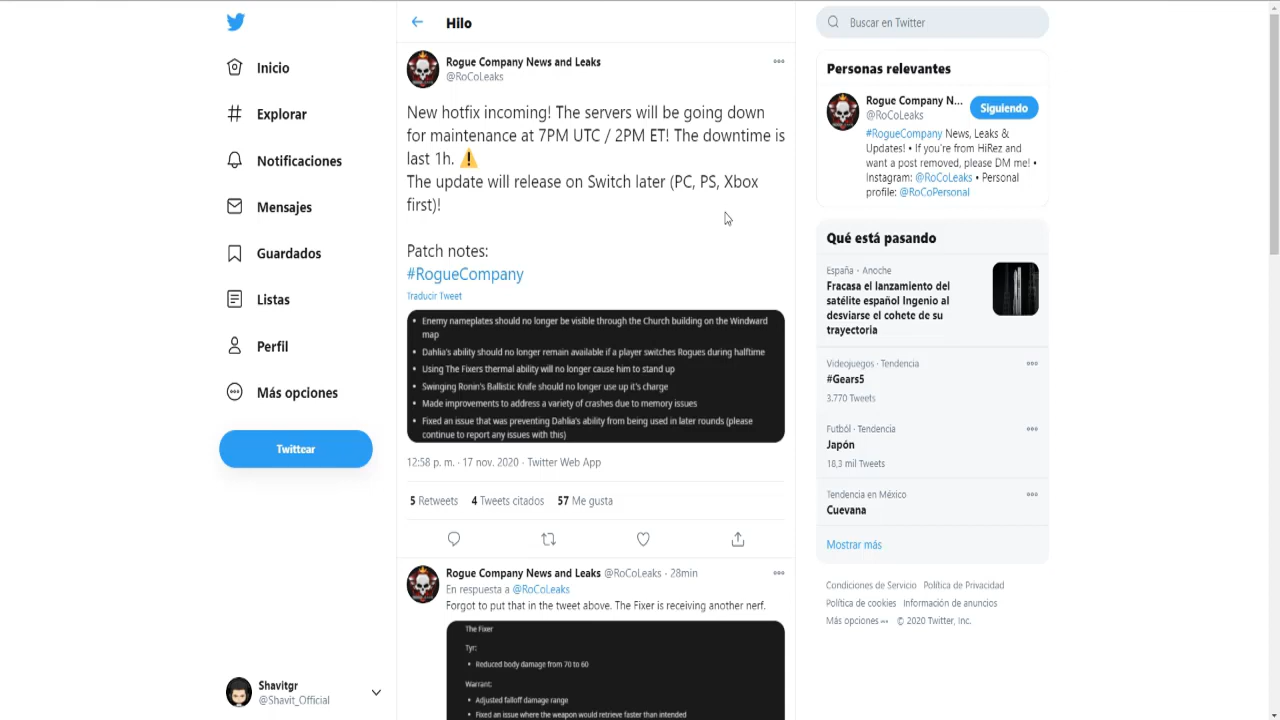 Inicio
Explorar
Notificaciones
Mensajes
Guardados
Listas
Perfil
Más opciones
Twittear
Shavitgr
@Shavit_Official
Hilo
Rogue Company News and Leaks
@RoCoLeaks
New hotfix incoming! The servers will be going down
for maintenance at 7PM UTC / 2PM ET! The downtime is
last 1h. ⚠️
The update will release on Switch later (PC, PS, Xbox
first)!
Patch notes:
#RogueCompany
Traducir Tweet
• Enemy nameplates should no longer be visible through the Church building on the Windward
map
• Dahlia's ability should no longer remain available if a player switches Rogues during halftime
• Using The Fixers thermal ability will no longer cause him to stand up
• Swinging Ronin's Ballistic Knife should no longer use up it's charge
• Made improvements to address a variety of crashes due to memory issues
• Fixed an issue that was preventing Dahlia's ability from being used in later rounds (please
continue to report any issues with this)
12:58 p. m. · 17 nov. 2020 · Twitter Web App
5 Retweets 4 Tweets citados 57 Me gusta
Rogue Company News and Leaks @RoCoLeaks · 28min
En respuesta a @RoCoLeaks
Forgot to put that in the tweet above. The Fixer is receiving another nerf.
The Fixer
Tyr:
• Reduced body damage from 70 to 60
Warrant:
• Adjusted falloff damage range
• Fixed an issue where the weapon would retrieve faster than intended
Buscar en Twitter
Personas relevantes
Rogue Company N...
@RoCoLeaks
Siguiendo
#RogueCompany News, Leaks &
Updates! • If you're from HiRez and
want a post removed, please DM me! •
Instagram: @RoCoLeaks • Personal
profile: @RoCoPersonal
Qué está pasando
España · Anoche
Fracasa el lanzamiento del
satélite español Ingenio al
desviarse el cohete de su
trayectoria
Videojuegos · Tendencia
#Gears5
3.770 Tweets
Futból · Tendencia
Japón
18,3 mil Tweets
Tendencia en México
Cuevana
Mostrar más
Condiciones de Servicio Política de Privacidad
Política de cookies Información de anuncios
Más opciones ••• © 2020 Twitter, Inc.